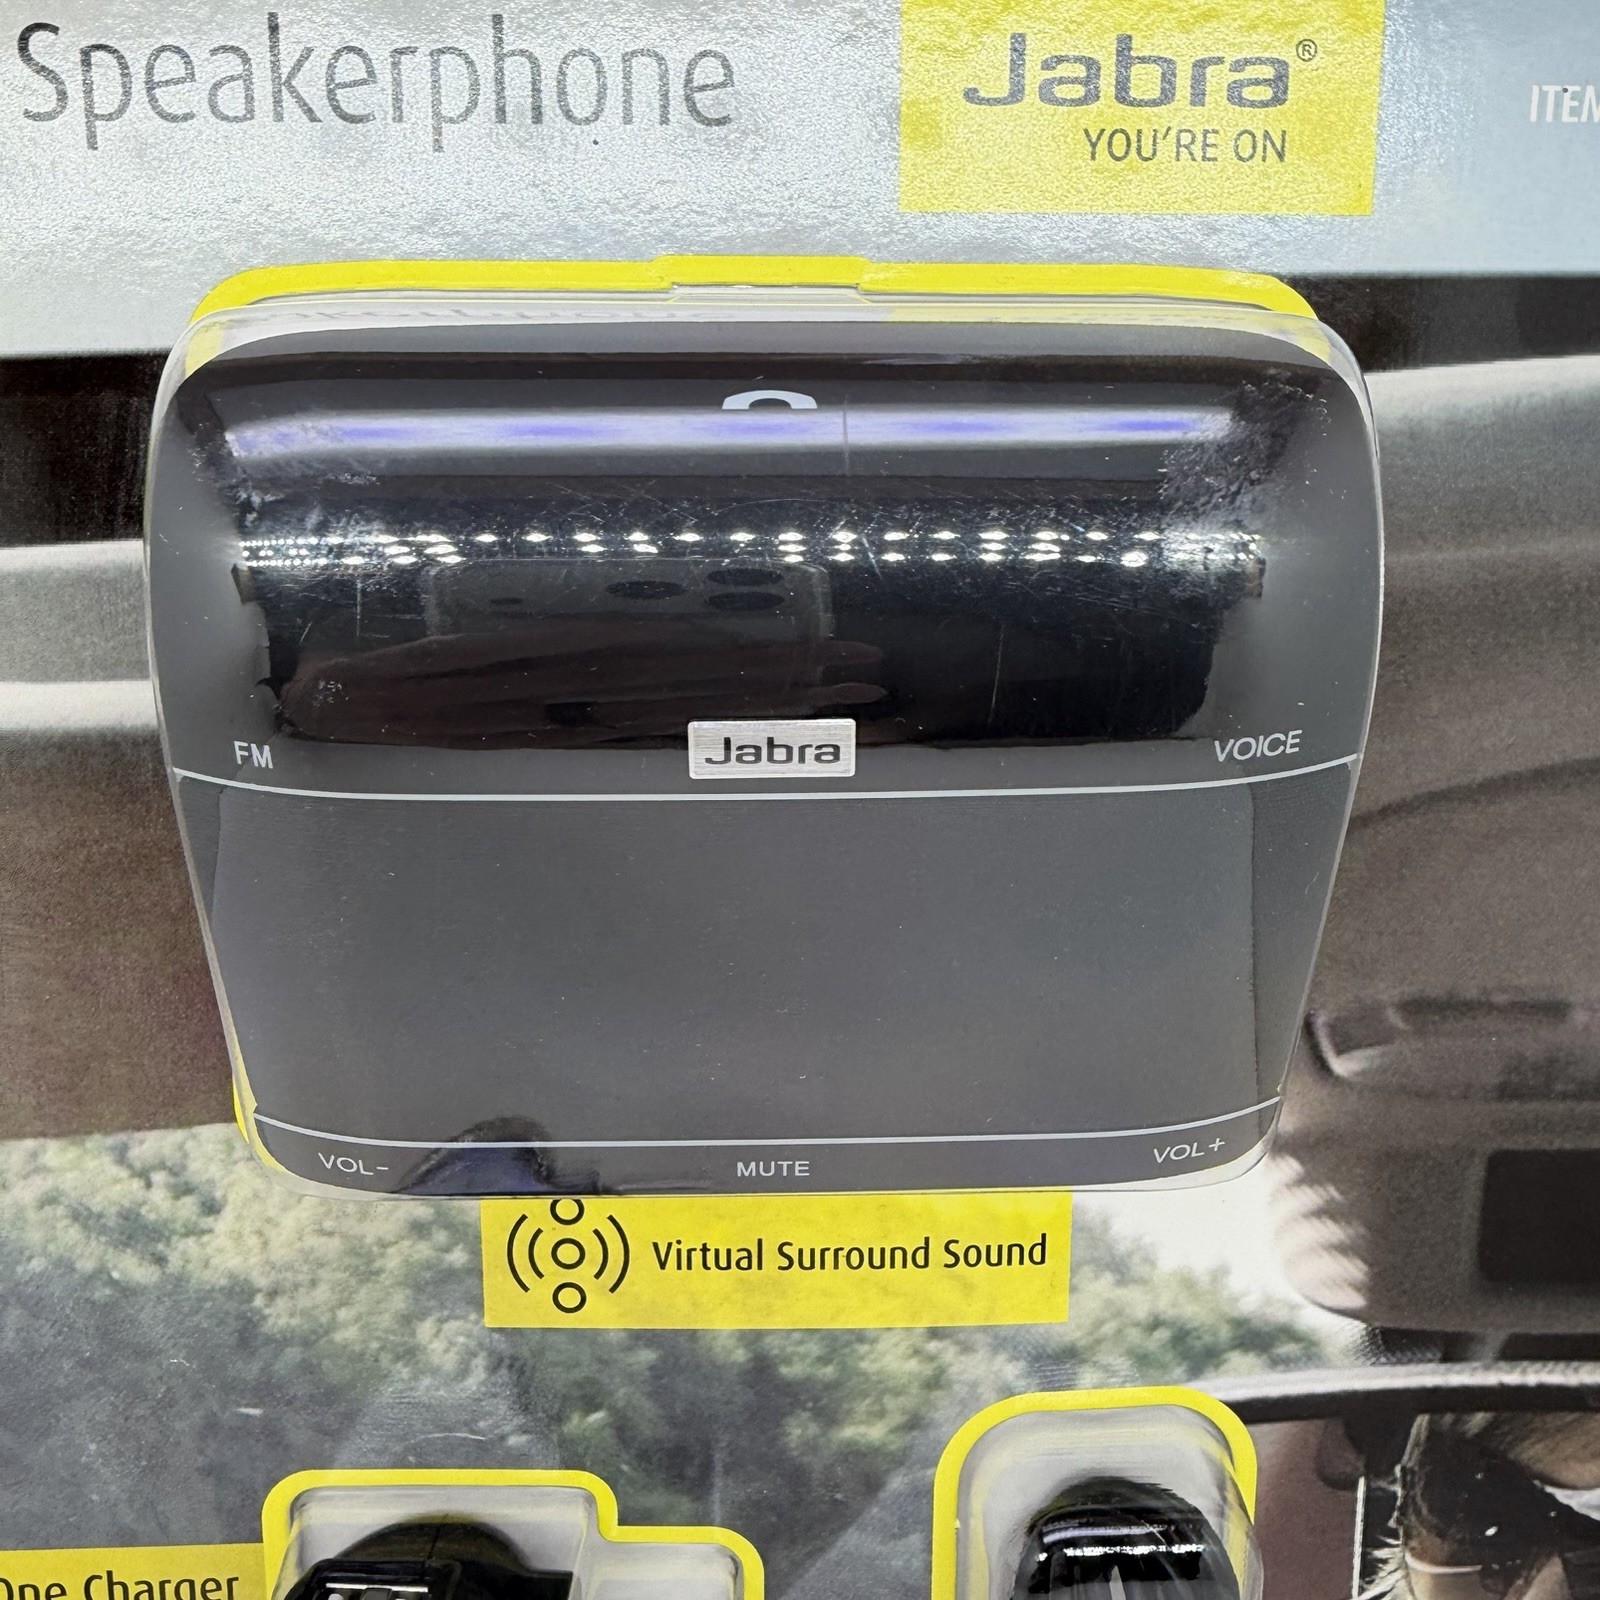 Speakerphone
Jabra®
YOU'RE ON
ITEM
FM
Jabra
VOICE
VOL-
MUTE
VOL+
Virtual Surround Sound
One Charger